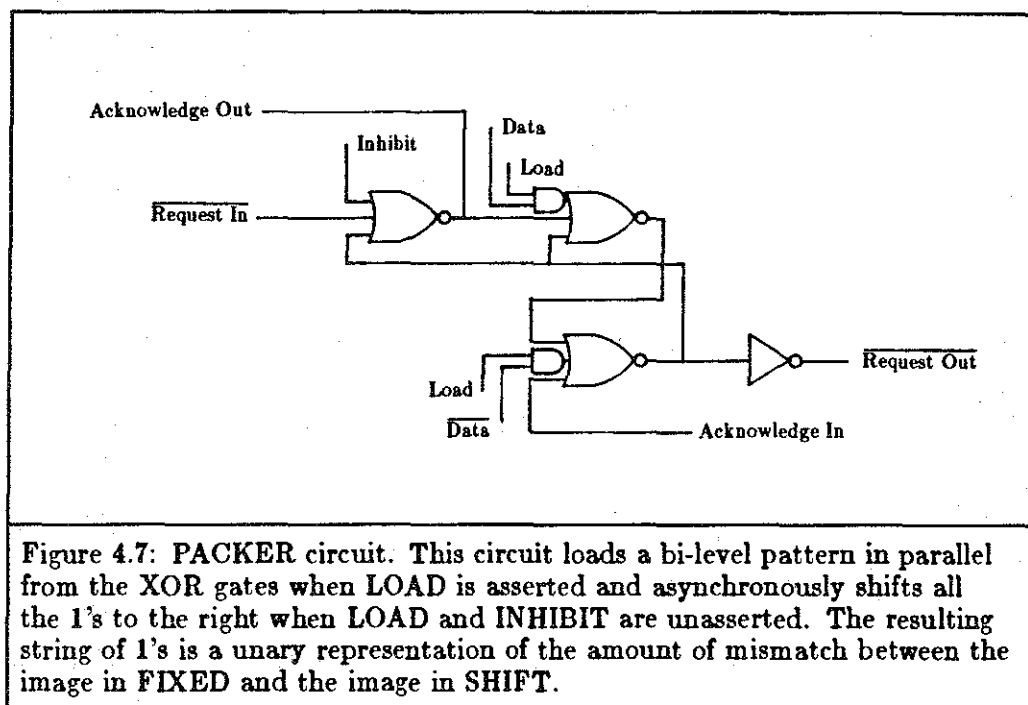 Acknowledge Out
Data
Inhibit
Load
Request In
Load
Request Out
Data
Acknowledge In
Figure 4.7: PACKER circuit. This circuit loads a bi-level pattern in parallel
from the XOR gates when LOAD is asserted and asynchronously shifts all
the 1's to the right when LOAD and INHIBIT are unasserted. The resulting
string of 1's is a unary representation of the amount of mismatch between the
image in FIXED and the image in SHIFT.